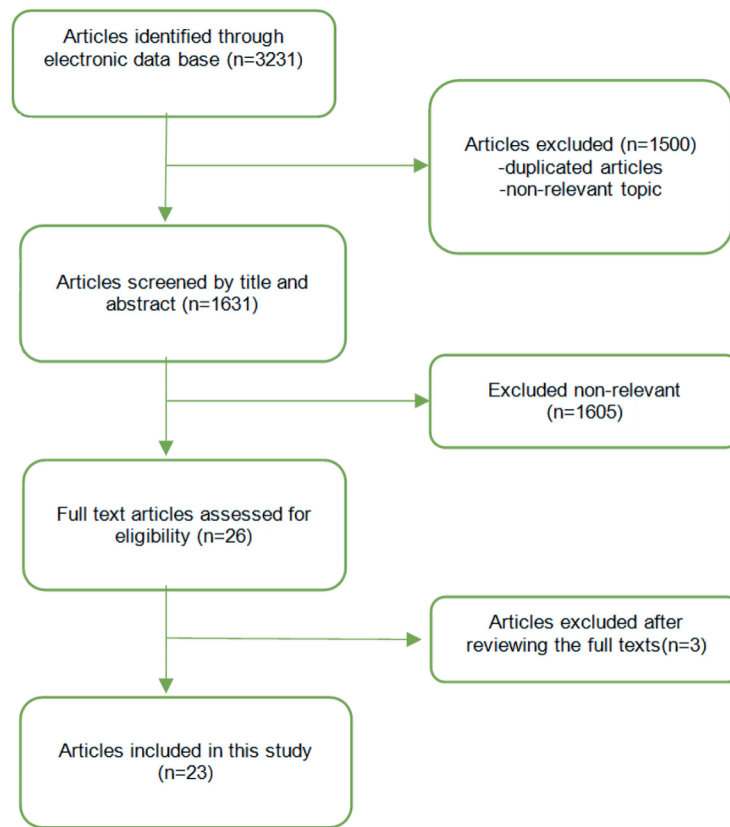 Articles identified through
electronic data base (n=3231)
Articles excluded (n=1500)
-duplicated articles
-non-relevant topic
Articles screened by title and
abstract (n=1631)
Excluded non-relevant
(n=1605)
Full text articles assessed for
eligibility (n=26)
Articles excluded after
reviewing the full texts(n=3)
Articles included in this study
(n=23)